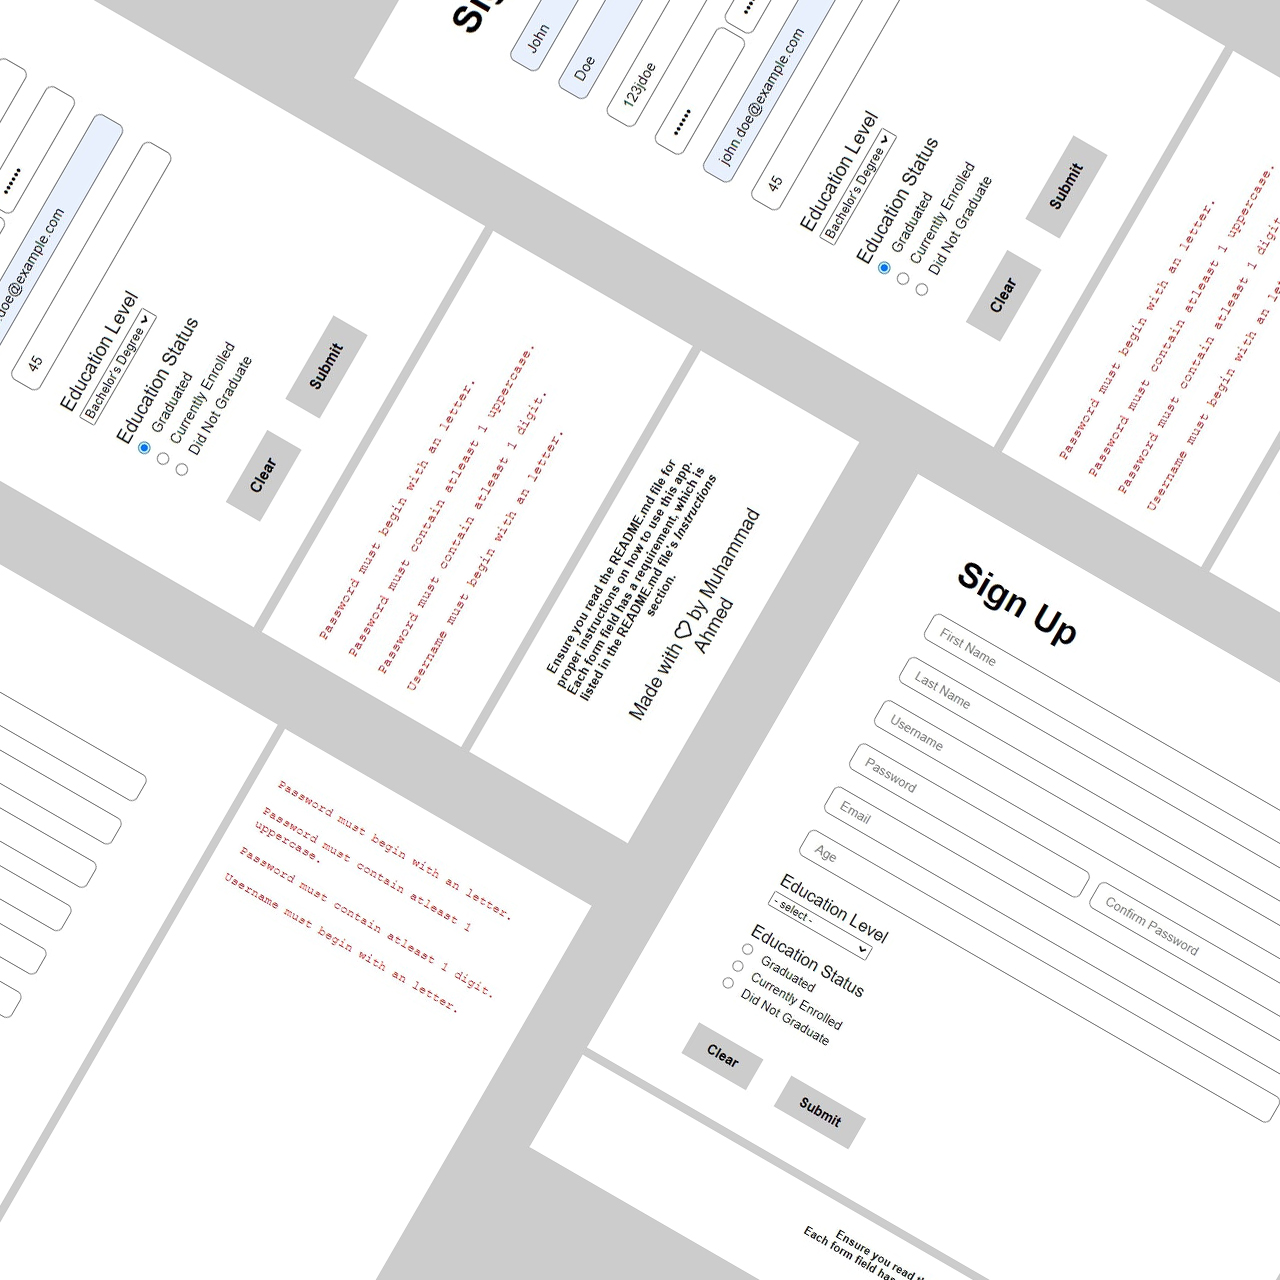 Sig
John
Doe
123jdoe
••••••
john.doe@example.com
45
Education Level
Bachelor's Degree
Education Status
Graduated
Currently Enrolled
Did Not Graduate
Clear
Submit
Password must begin with an letter.
Password must contain atleast 1 uppercase.
Password must contain atleast 1 digit.
Username must begin with an le
••••••
doe@example.com
45
Education Level
Bachelor's Degree
Education Status
Graduated
Currently Enrolled
Did Not Graduate
Clear
Submit
Password must begin with an letter.
Password must contain atleast 1 uppercase.
Password must contain atleast 1 digit.
Username must begin with an letter.
Ensure you read the README.md file for
proper instructions on how to use this app.
Each form field has a requirement, which is
listed in the README.md file's Instructions
section.
Made with ♡ by Muhammad
Ahmed
Password must begin with an letter.
Password must contain atleast 1
uppercase.
Password must contain atleast 1 digit.
Username must begin with an letter.
Sign Up
First Name
Last Name
Username
Password
Confirm Password
Email
Age
Education Level
- select -
Education Status
Graduated
Currently Enrolled
Did Not Graduate
Clear
Submit
Ensure you read t
Each form field has